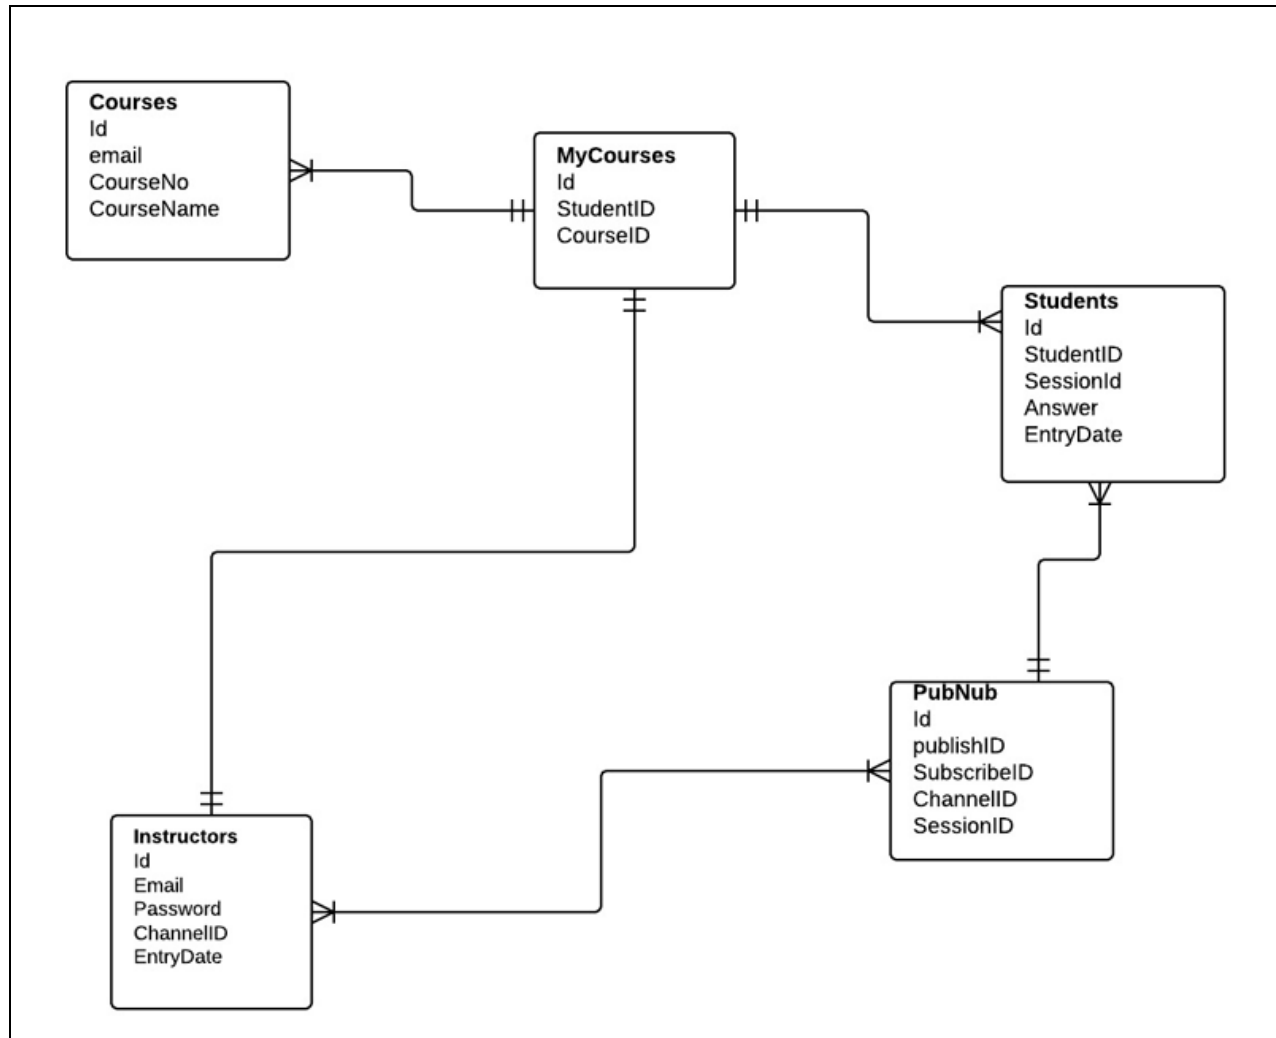 Courses
Id
email
CourseNo
CourseName
MyCourses
Id
StudentID
CourseID
Students
Id
StudentID
SessionId
Answer
EntryDate
PubNub
Id
publishID
SubscribeID
ChannelID
SessionID
Instructors
Id
Email
Password
ChannelID
EntryDate